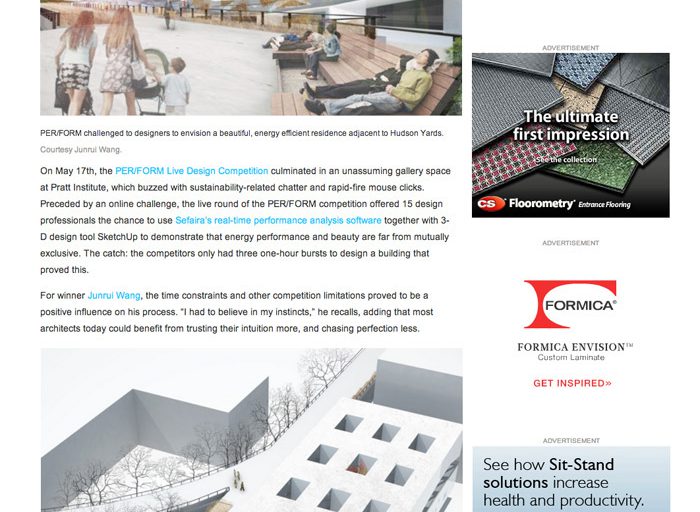 PER/FORM challenged to designers to envision a beautiful, energy efficient residence adjacent to Hudson Yards.
Courtesy Junrui Wang.
On May 17th, the PER/FORM Live Design Competition culminated in an unassuming gallery space
at Pratt Institute, which buzzed with sustainability-related chatter and rapid-fire mouse clicks.
Preceded by an online challenge, the live round of the PER/FORM competition offered 15 design
professionals the chance to use Sefaira's real-time performance analysis software together with 3-
D design tool SketchUp to demonstrate that energy performance and beauty are far from mutually
exclusive. The catch: the competitors only had three one-hour bursts to design a building that
proved this.
For winner Junrui Wang, the time constraints and other competition limitations proved to be a
positive influence on his process. "I had to believe in my instincts," he recalls, adding that most
architects today could benefit from trusting their intuition more, and chasing perfection less.
ADVERTISEMENT
The ultimate
first impression
See the collection
CS Floorometry® Entrance Flooring
ADVERTISEMENT
FORMICA®
FORMICA ENVISION™
Custom Laminate
GET INSPIRED»
ADVERTISEMENT
See how Sit-Stand
solutions increase
health and productivity.